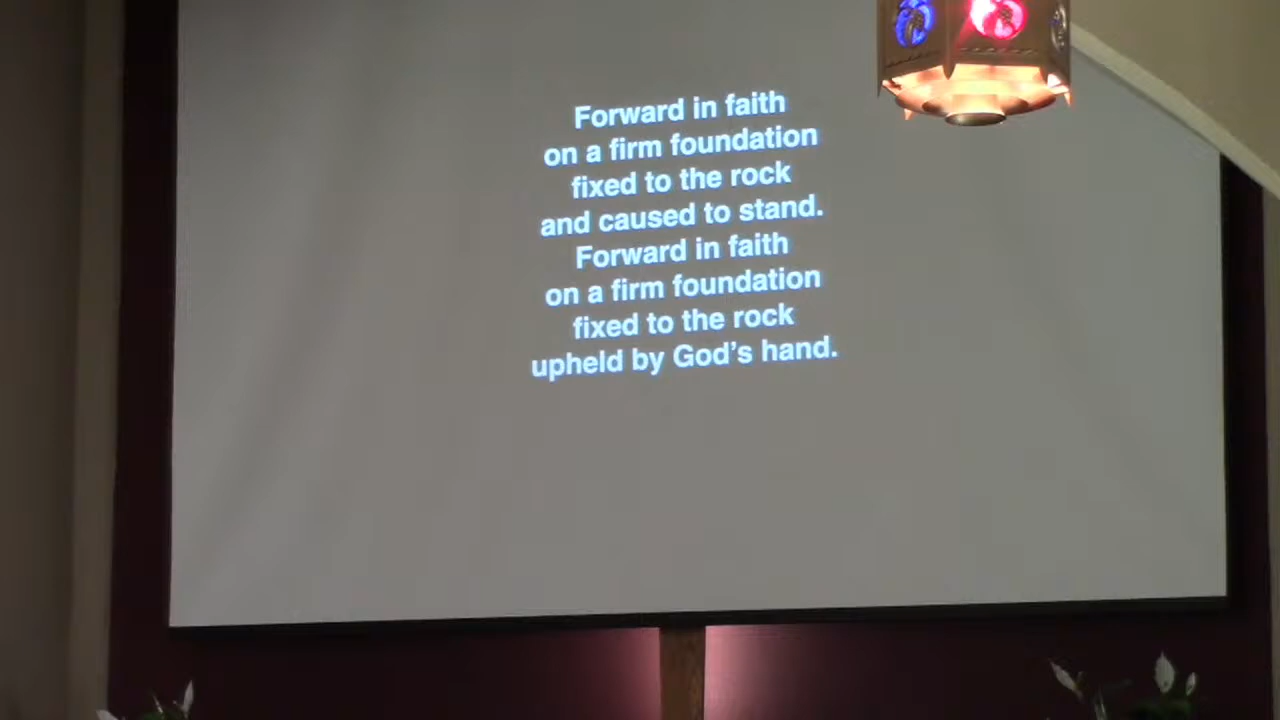 Forward in faith
on a firm foundation
fixed to the rock
and caused to stand.
Forward in faith
on a firm foundation
fixed to the rock
upheld by God’s hand.